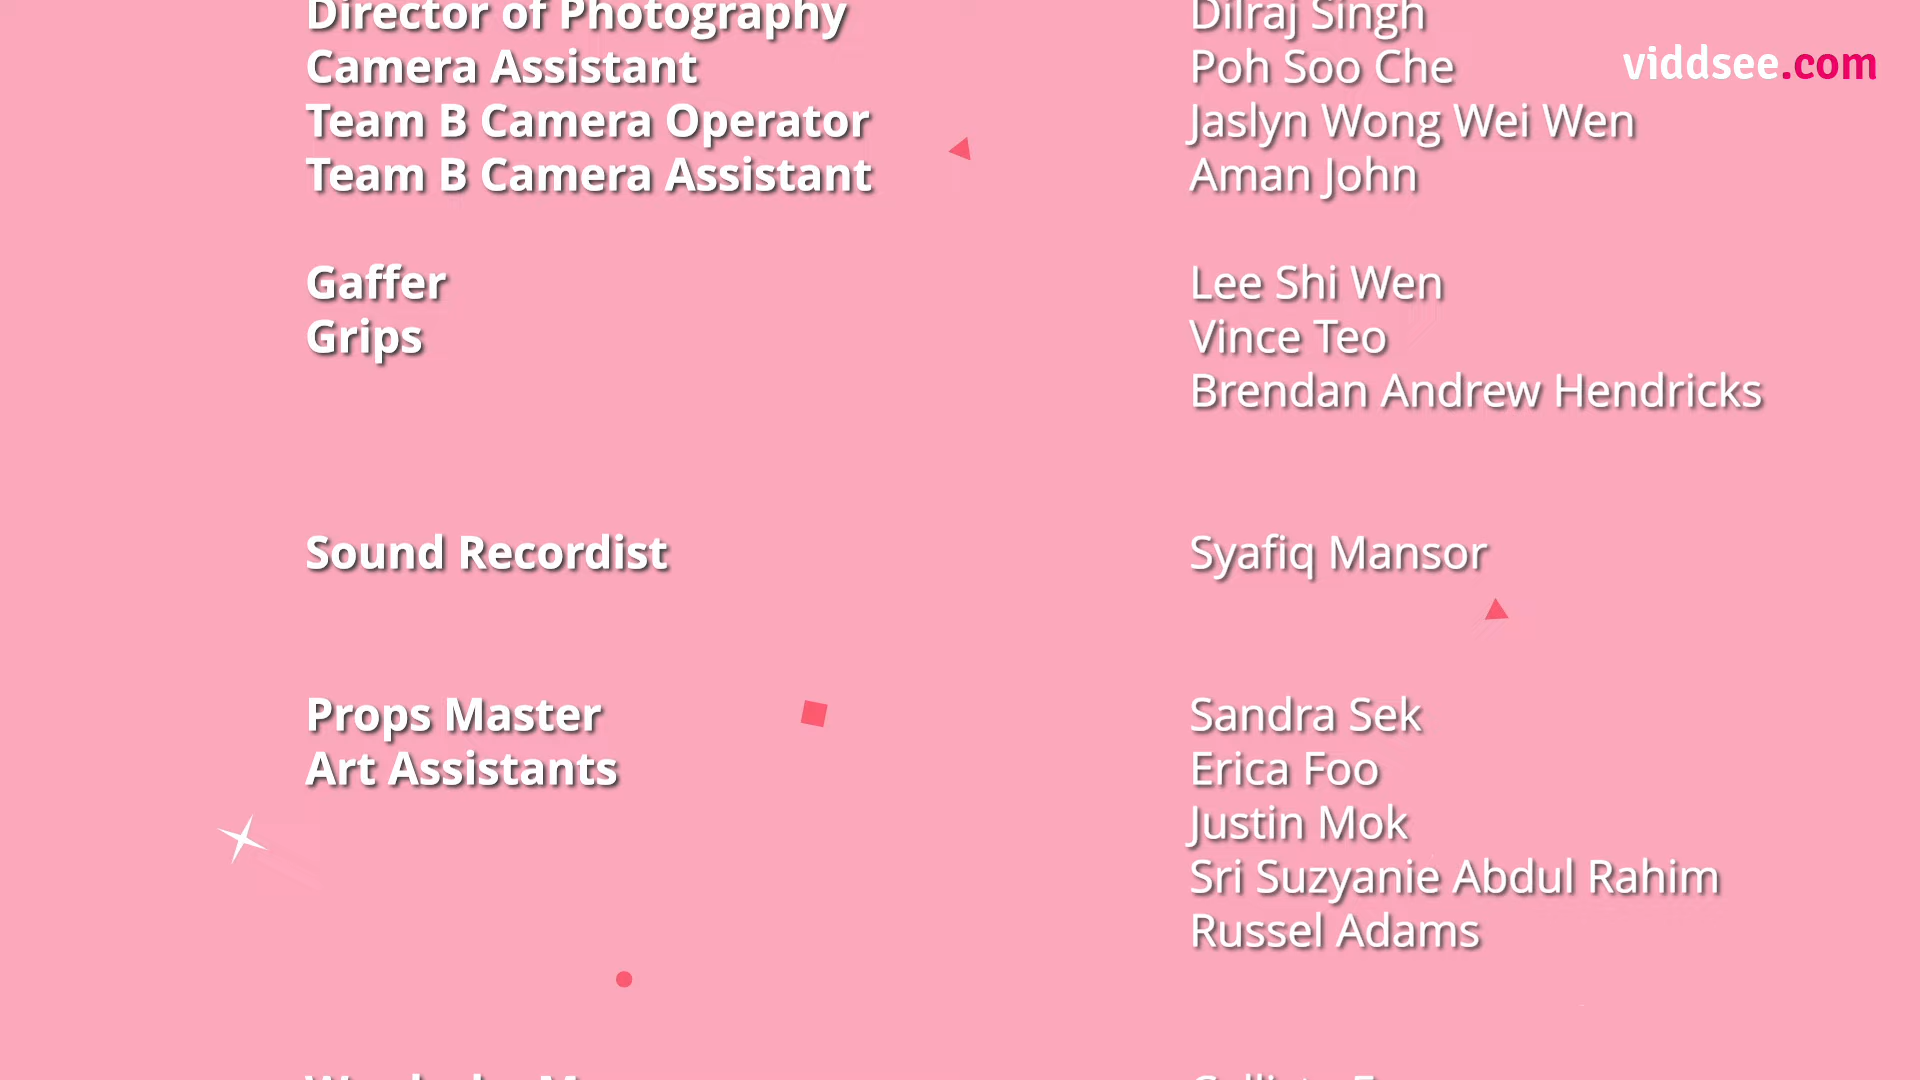 Director of Photography Dilraj Singh
Camera Assistant Poh Soo Che
viddsee.com
Team B Camera Operator Jaslyn Wong Wei Wen
Team B Camera Assistant Aman John
Gaffer Lee Shi Wen
Grips Vince Teo
Brendan Andrew Hendricks
Sound Recordist Syafiq Mansor
Props Master Sandra Sek
Art Assistants Erica Foo
Justin Mok
Sri Suzyanie Abdul Rahim
Russel Adams